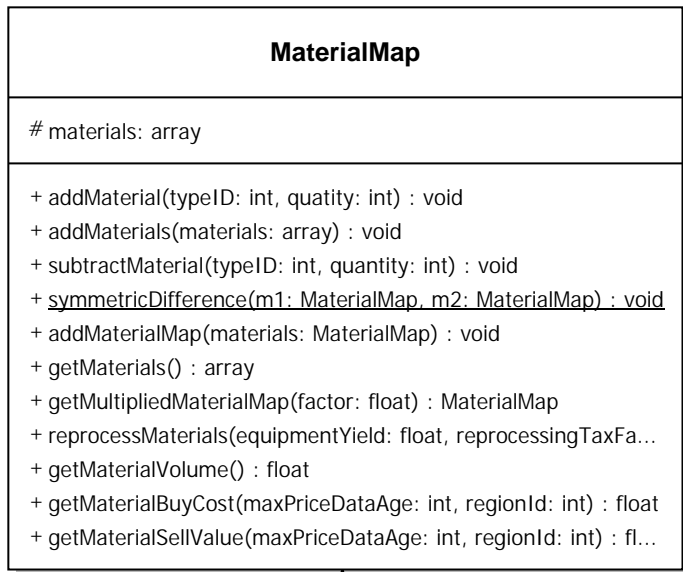 MaterialMap
# materials: array
+ addMaterial(typeID: int, quatity: int) : void
+ addMaterials(materials: array) : void
+ subtractMaterial(typeID: int, quantity: int) : void
+ symmetricDifference(m1: MaterialMap, m2: MaterialMap) : void
+ addMaterialMap(materials: MaterialMap) : void
+ getMaterials() : array
+ getMultipliedMaterialMap(factor: float) : MaterialMap
+ reprocessMaterials(equipmentYield: float, reprocessingTaxFa...
+ getMaterialVolume() : float
+ getMaterialBuyCost(maxPriceDataAge: int, regionId: int) : float
+ getMaterialSellValue(maxPriceDataAge: int, regionId: int) : fl...